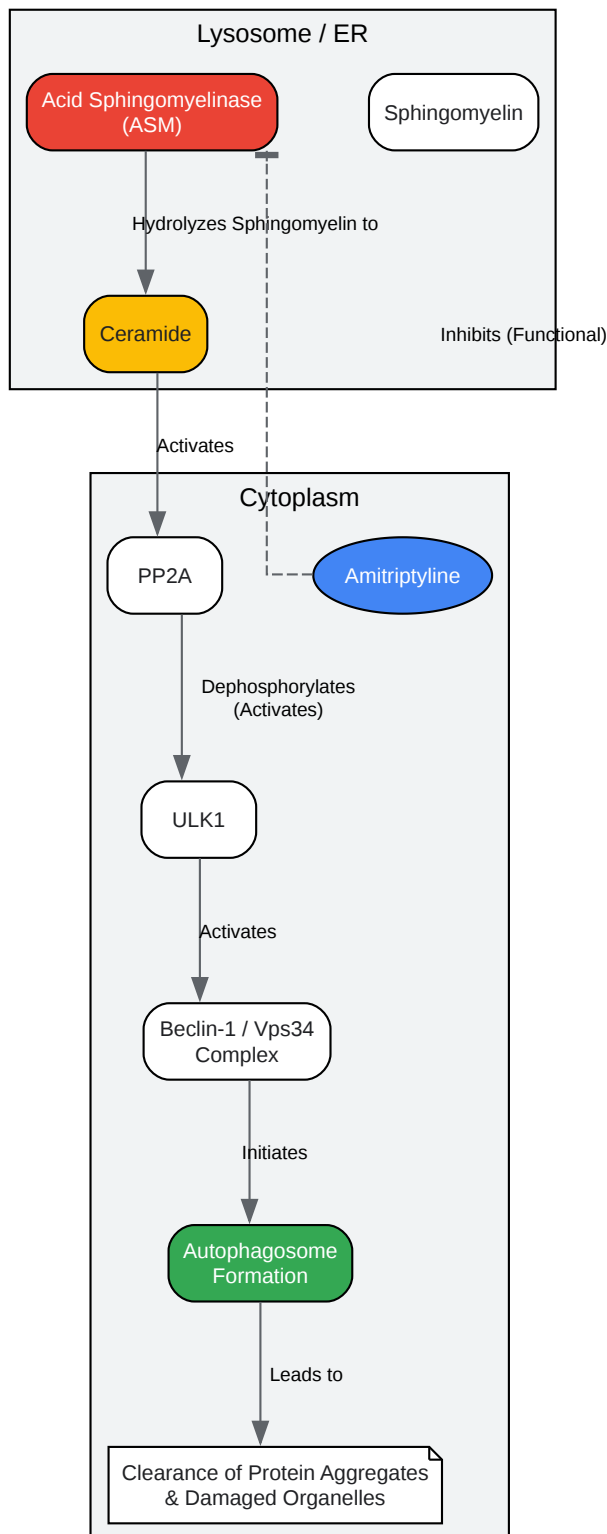 Lysosome / ER
Acid Sphingomyelinase
(ASM)
Sphingomyelin
Hydrolyzes Sphingomyelin to
Ceramide
Inhibits (Functional)
Activates
Cytoplasm
PP2A
Amitriptyline
Dephosphorylates
(Activates)
ULK1
Activates
Beclin-1 / Vps34
Complex
Initiates
Autophagosome
Formation
Leads to
Clearance of Protein Aggregates
& Damaged Organelles